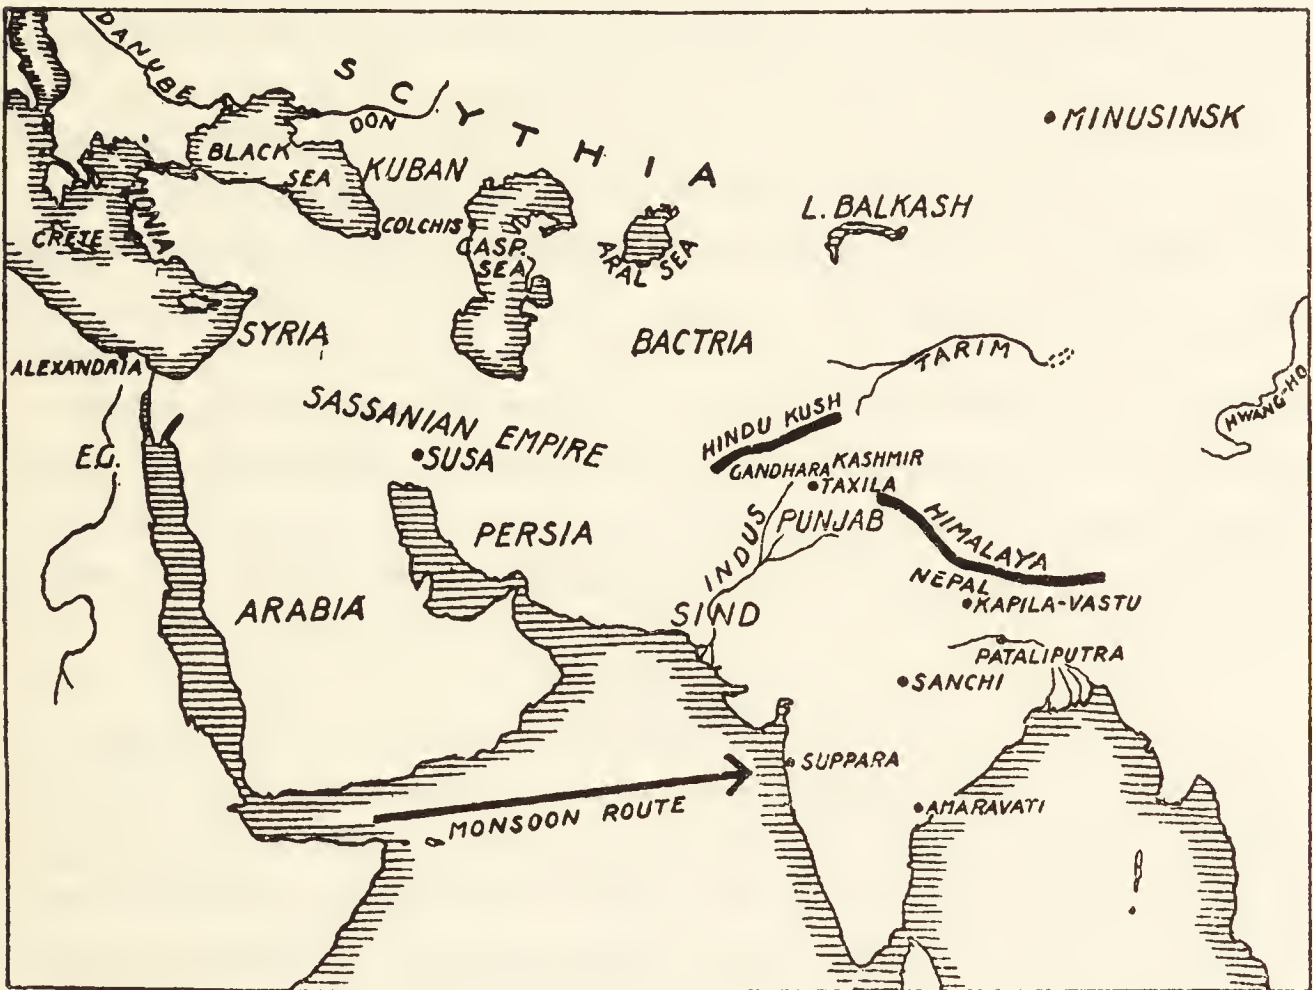 DANUBE
SCYTHIA
DON
MINUSINSK
BLACK
SEA
KUBAN
IONIA
CRETE
COLCHIS
CASP.
SEA
ARAL SEA
L. BALKASH
SYRIA
BACTRIA
TARIM
ALEXANDRIA
HWANG-HO
SASSANIAN EMPIRE
HINDU KUSH
E.G.
SUSA
GANDHARA
KASHMIR
TAXILA
PERSIA
INDUS
PUNJAB
HIMALAYA
NEPAL
KAPILA-VASTU
ARABIA
SIND
PATALIPUTRA
SANCHI
SUPPARA
MONSOON ROUTE
AMARAVATI